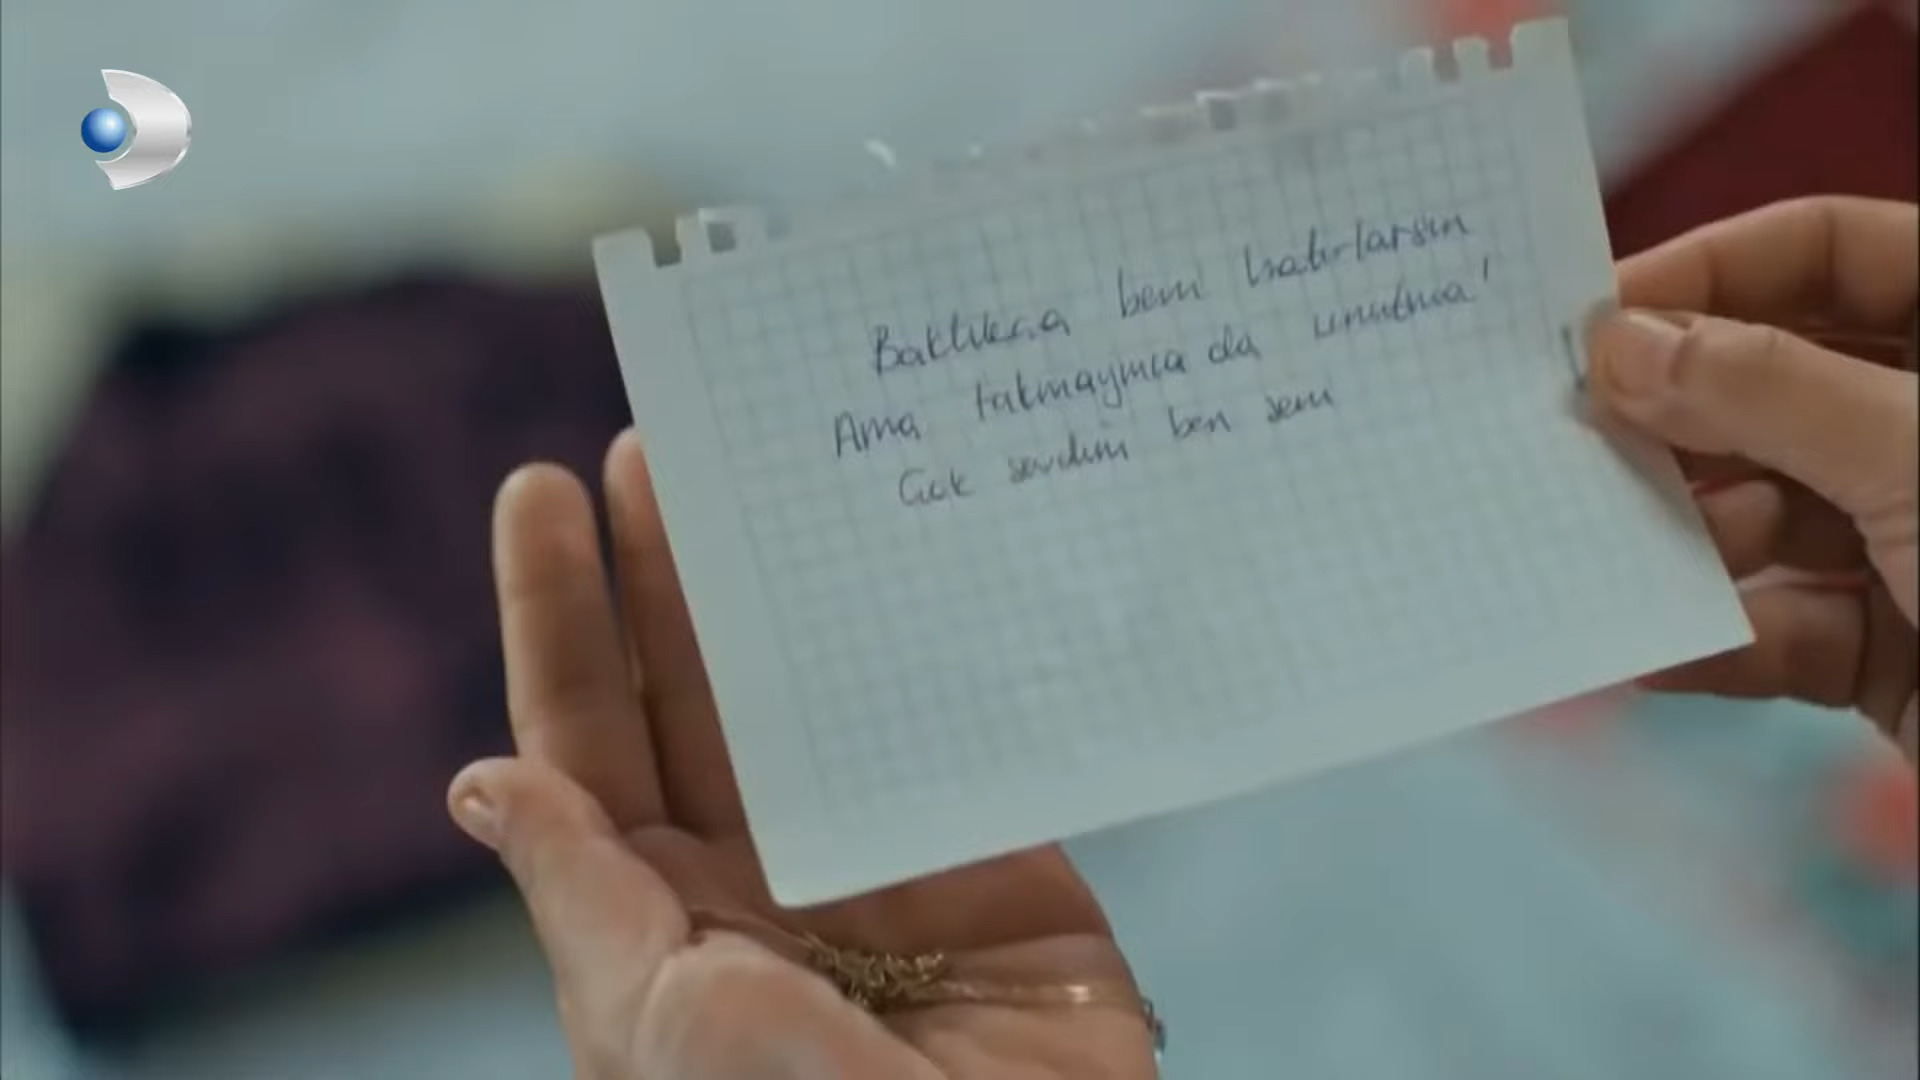 Baktıkça beni hatırlarsın
Ama takmayınca da unutma!
Çok sevdim ben seni